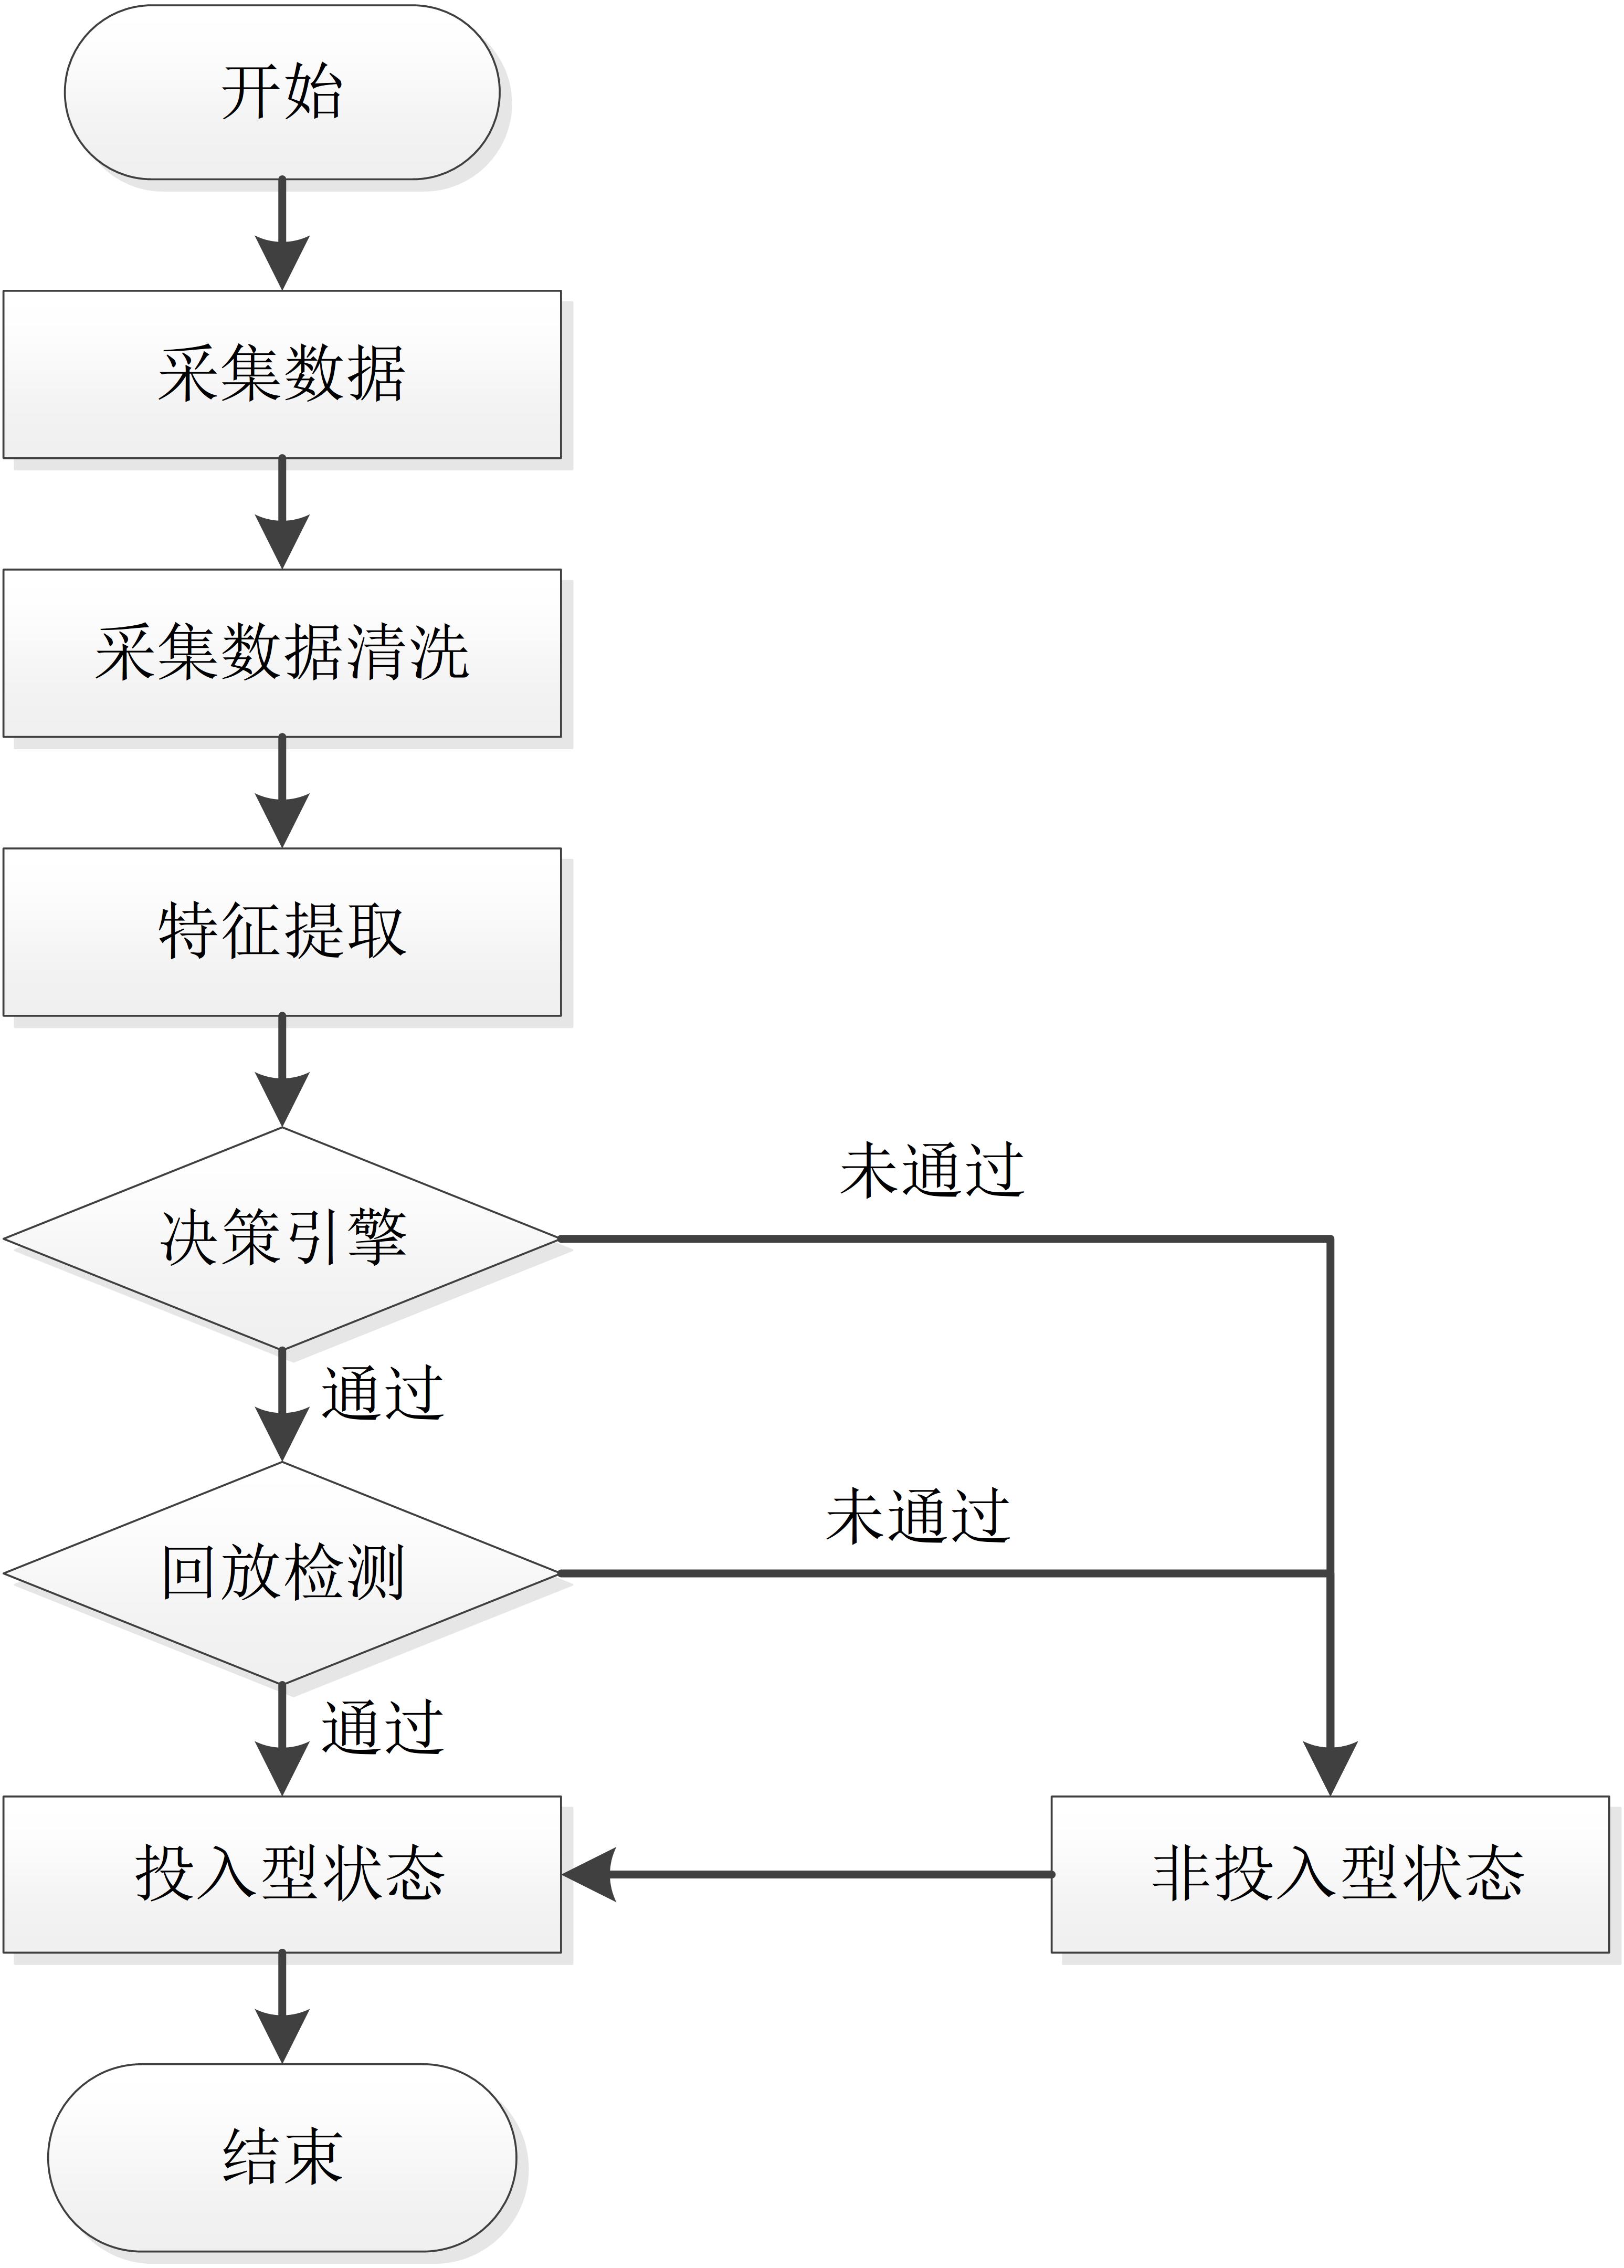 开始
采集数据
采集数据清洗
特征提取
未通过
决策引擎
通过
未通过
回放检测
通过
投入型状态
非投入型状态
结束